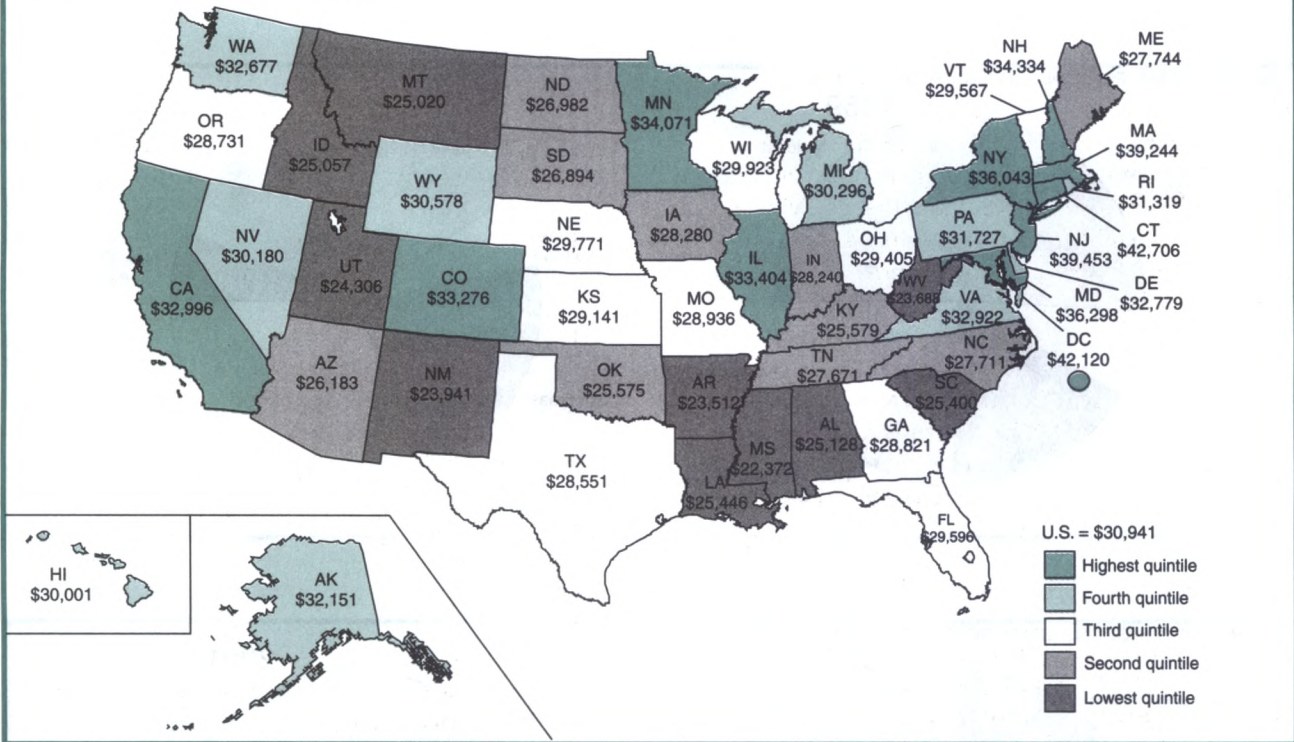 WA
$32,677
OR
$28,731
CA
$32,996
NV
$30,180
ID
$25,057
MT
$25,020
WY
$30,578
UT
$24,306
AZ
$26,183
CO
$33,276
NM
$23,941
ND
$26,982
SD
$26,894
NE
$29,771
KS
$29,141
OK
$25,575
TX
$28,551
MN
$34,071
IA
$28,280
MO
$28,936
AR
$23,512
LA
$25,446
WI
$29,923
IL
$33,404
MI
$30,296
IN
$28,240
OH
$29,405
KY
$25,579
TN
$27,671
MS
$22,372
AL
$25,128
GA
$28,821
FL
$29,596
SC
$25,400
NC
$27,711
VA
$32,922
WV
$23,688
PA
$31,727
NY
$36,043
VT
$29,567
NH
$34,334
ME
$27,744
MA
$39,244
RI
$31,319
CT
$42,706
NJ
$39,453
DE
$32,779
MD
$36,298
DC
$42,120
HI
$30,001
AK
$32,151
U.S. = $30,941
Highest quintile
Fourth quintile
Third quintile
Second quintile
Lowest quintile